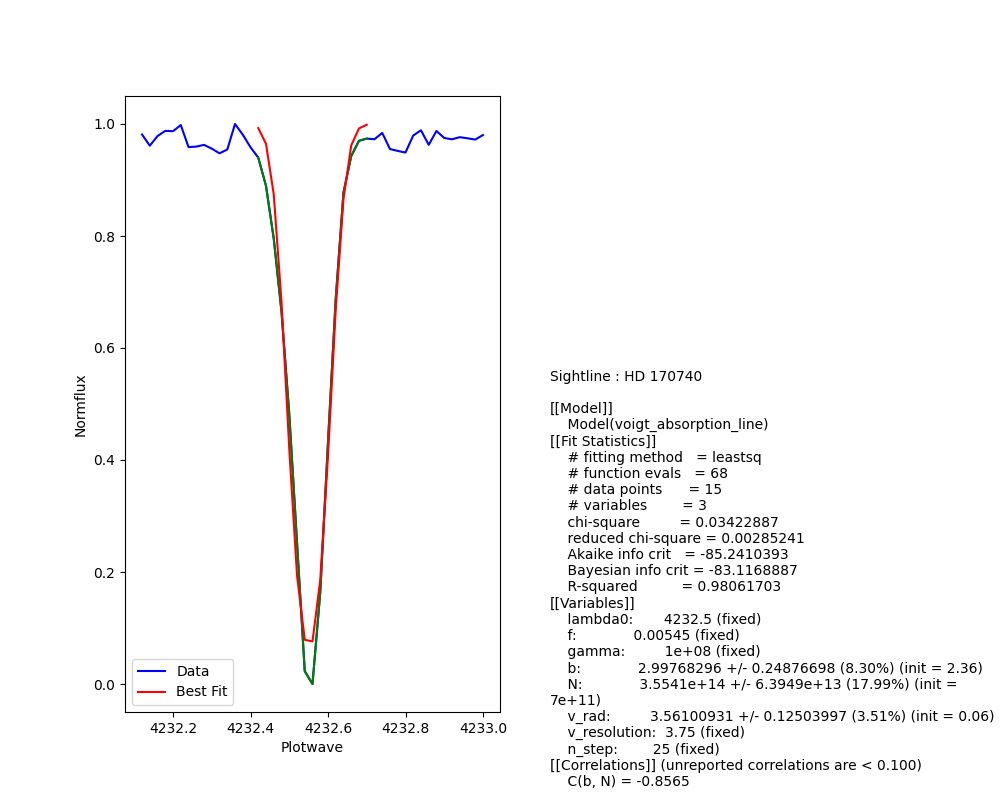 1.0
0.8
0.6
0.4
0.2
0.0
Normflux
Data
Best Fit
4232.2 4232.4 4232.6 4232.8 4233.0
Plotwave
Sightline : HD 170740
[[Model]]
Model(voigt_absorption_line)
[[Fit Statistics]]
# fitting method = leastsq
# function evals = 68
# data points = 15
# variables = 3
chi-square = 0.03422887
reduced chi-square = 0.00285241
Akaike info crit = -85.2410393
Bayesian info crit = -83.1168887
R-squared = 0.98061703
[[Variables]]
lambda0: 4232.5 (fixed)
f: 0.00545 (fixed)
gamma: 1e+08 (fixed)
b: 2.99768296 +/- 0.24876698 (8.30%) (init = 2.36)
N: 3.5541e+14 +/- 6.3949e+13 (17.99%) (init =
7e+11)
v_rad: 3.56100931 +/- 0.12503997 (3.51%) (init = 0.06)
v_resolution: 3.75 (fixed)
n_step: 25 (fixed)
[[Correlations]] (unreported correlations are < 0.100)
C(b, N) = -0.8565